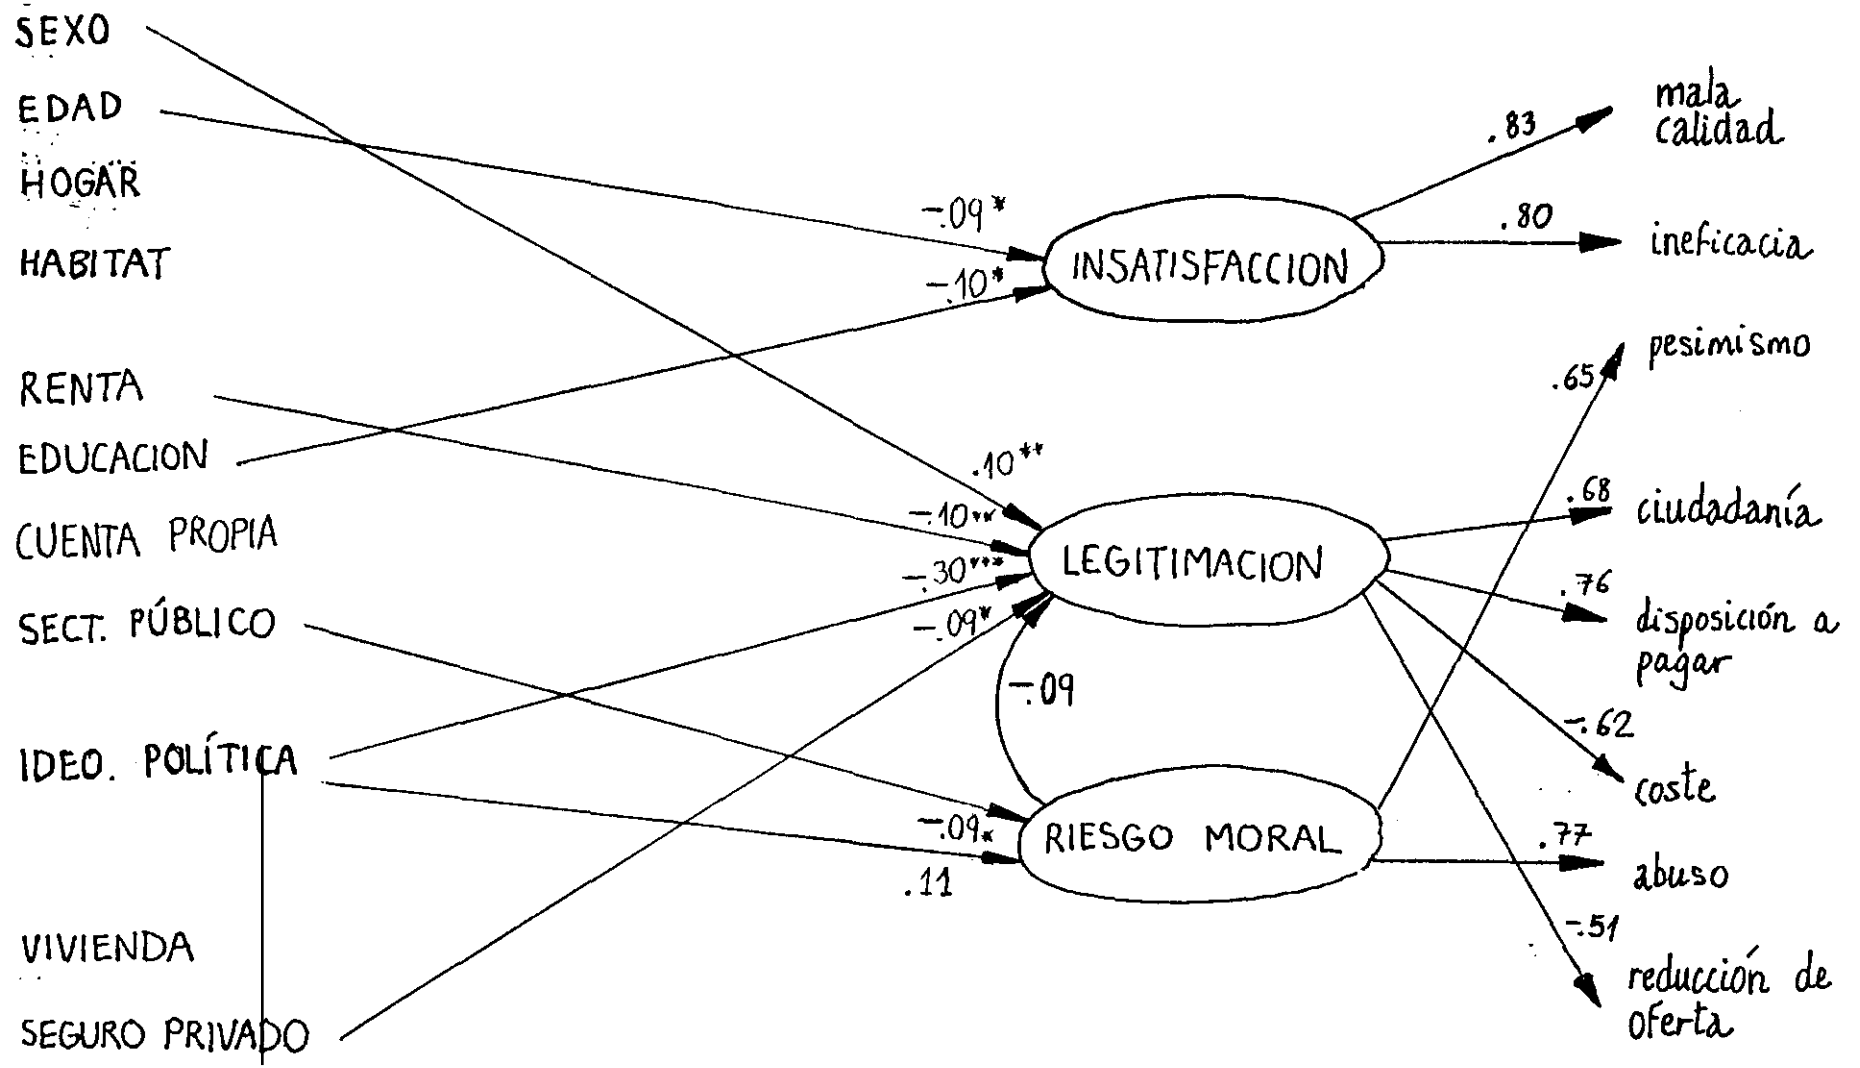 SEXO
EDAD
HOGAR
HABITAT
RENTA
EDUCACION
CUENTA PROPIA
SECT. PÚBLICO
IDEO. POLÍTICA
VIVIENDA
SEGURO PRIVADO
-.09*
-.10*
.10**
-.10**
-.30***
-.09*
-.09
-.09*
.11
INSATISFACCION
LEGITIMACION
RIESGO MORAL
.83
.80
.65
.68
.76
-.62
.77
-.51
mala
calidad
ineficacia
pesimismo
ciudadanía
disposición a
pagar
coste
abuso
reducción de
oferta